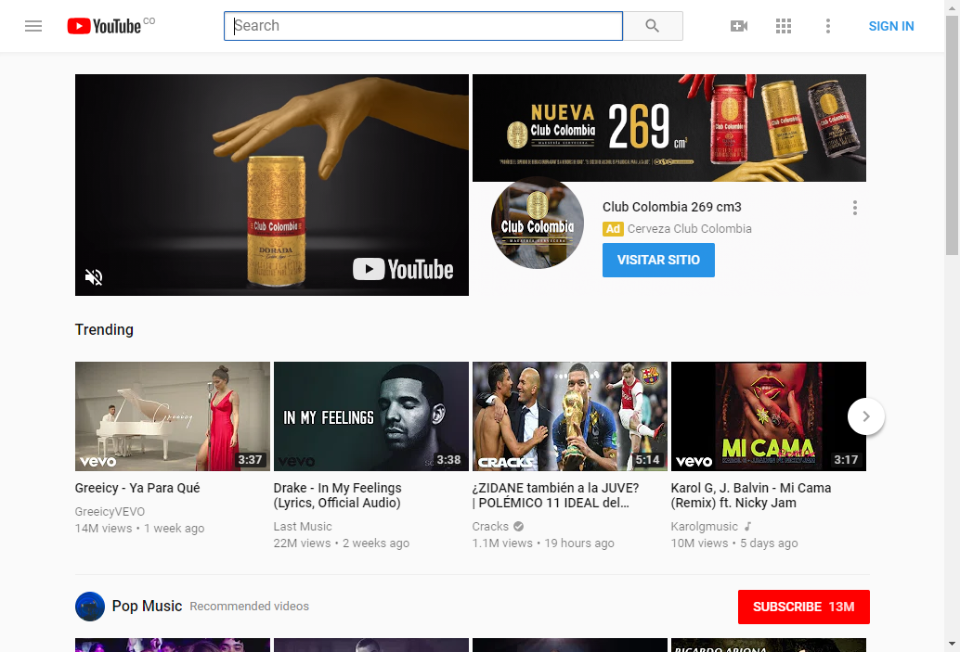 YouTube CO
Search
SIGN IN
Club Colombia
DORADA
YouTube
NUEVA
Club Colombia
269 cm³
Club Colombia
Club Colombia 269 cm3
Ad Cerveza Club Colombia
VISITAR SITIO
Trending
Greeicy
vevo
3:37
IN MY FEELINGS
vevo
3:38
CRACKS
5:14
MI CAMA
vevo
3:17
Greeicy - Ya Para Qué
GreeicyVEVO
14M views • 1 week ago
Drake - In My Feelings
(Lyrics, Official Audio)
Last Music
22M views • 2 weeks ago
¿ZIDANE también a la JUVE?
| POLÉMICO 11 IDEAL del...
Cracks
1.1M views • 19 hours ago
Karol G, J. Balvin - Mi Cama
(Remix) ft. Nicky Jam
Karolgmusic
10M views • 5 days ago
Pop Music Recommended videos
SUBSCRIBE 13M
RICARDO ARJONA